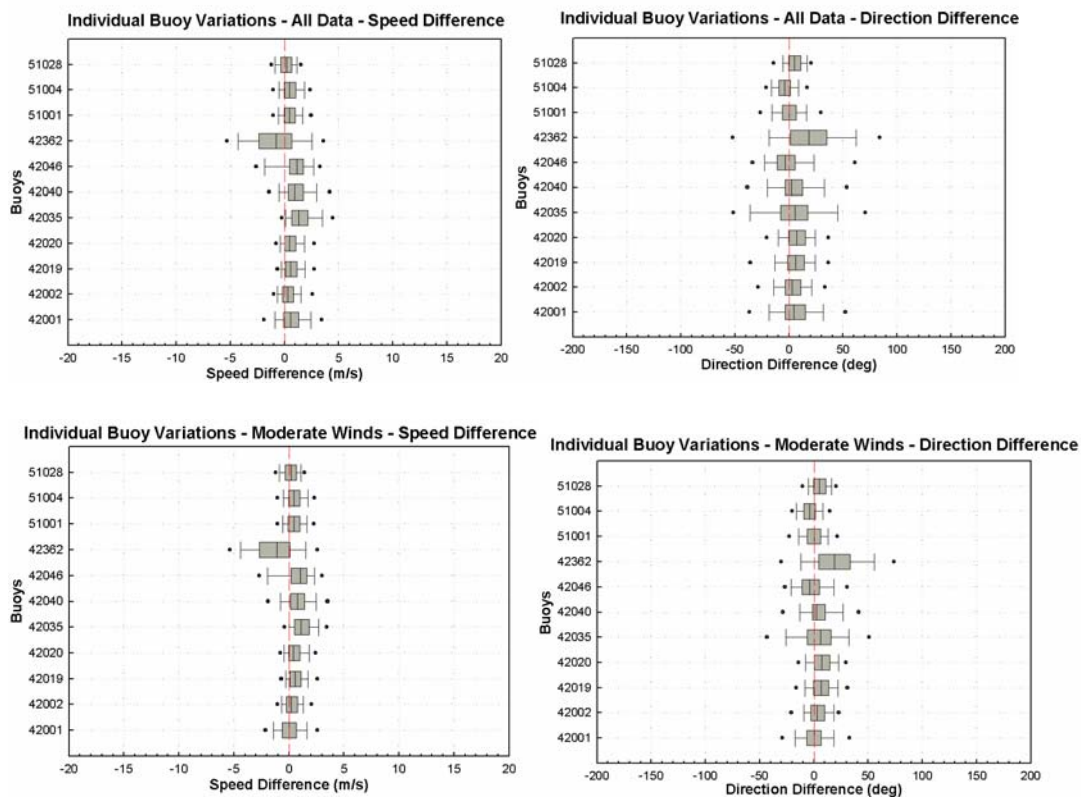 Individual Buoy Variations - All Data - Speed Difference
Buoys
51028
51004
51001
42362
42046
42040
42035
42020
42019
42002
42001
-20 -15 -10 -5 0 5 10 15 20
Speed Difference (m/s)
Individual Buoy Variations - All Data - Direction Difference
Buoys
51028
51004
51001
42362
42046
42040
42035
42020
42019
42002
42001
-200 -150 -100 -50 0 50 100 150 200
Direction Difference (deg)
Individual Buoy Variations - Moderate Winds - Speed Difference
Buoys
51028
51004
51001
42362
42046
42040
42035
42020
42019
42002
42001
-20 -15 -10 -5 0 5 10 15 20
Speed Difference (m/s)
Individual Buoy Variations - Moderate Winds - Direction Difference
Buoys
51028
51004
51001
42362
42046
42040
42035
42020
42019
42002
42001
-200 -150 -100 -50 0 50 100 150 200
Direction Difference (deg)